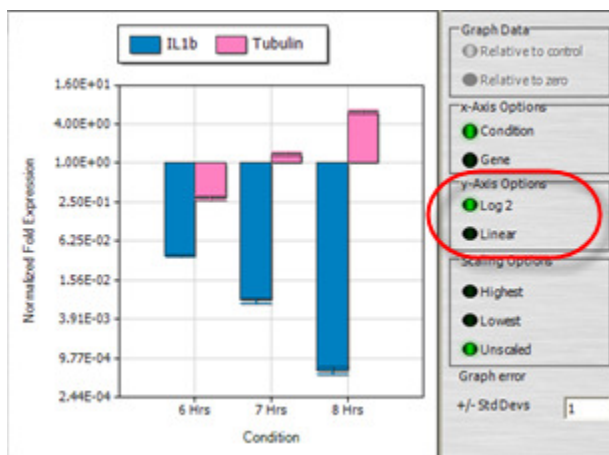 IL1b Tubulin
1.60E+01
4.00E+00
1.00E+00
2.50E-01
6.25E-02
1.56E-02
3.91E-03
9.77E-04
2.44E-04
Normalized Fold Expression
6 Hrs 7 Hrs 8 Hrs
Condition
Graph Data
Relative to control
Relative to zero
x-Axis Options
Condition
Gene
y-Axis Options
Log 2
Linear
Scaling Options
Highest
Lowest
Unscaled
Graph error
+/- Std Devs 1